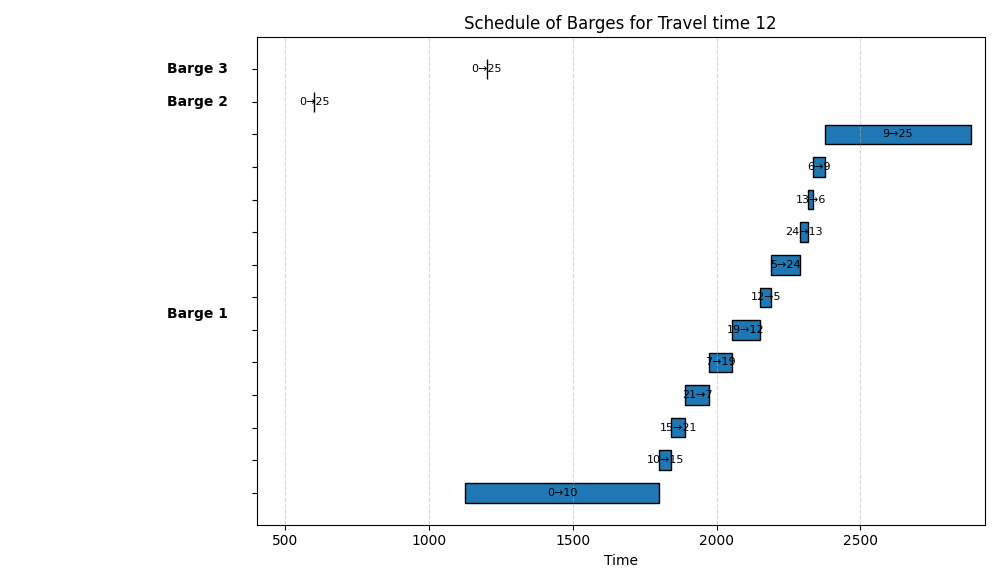 Schedule of Barges for Travel time 12
Barge 3
0→25
Barge 2
0→25
9→25
6→9
13→6
24→13
5→24
12→5
Barge 1
19→12
7→19
21→7
15→21
10→15
0→10
500 1000 1500 2000 2500
Time